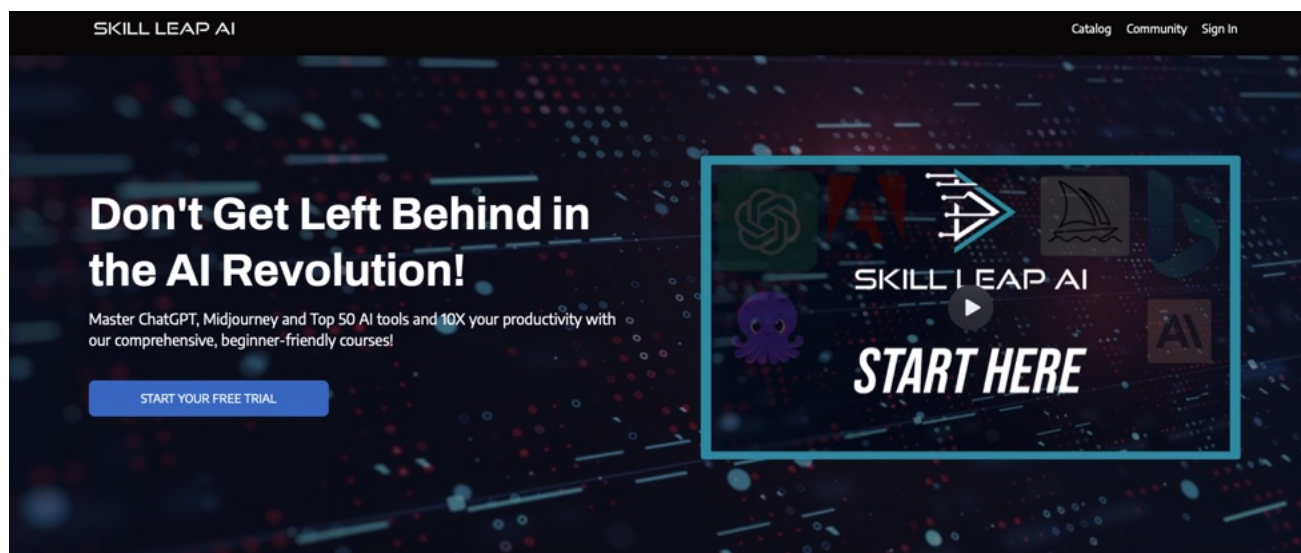 SKILL LEAP AI
Catalog Community Sign In
Don't Get Left Behind in
the AI Revolution!
Master ChatGPT, Midjourney and Top 50 AI tools and 10X your productivity with
our comprehensive, beginner-friendly courses!
START YOUR FREE TRIAL
SKILL LEAP AI
START HERE
AI